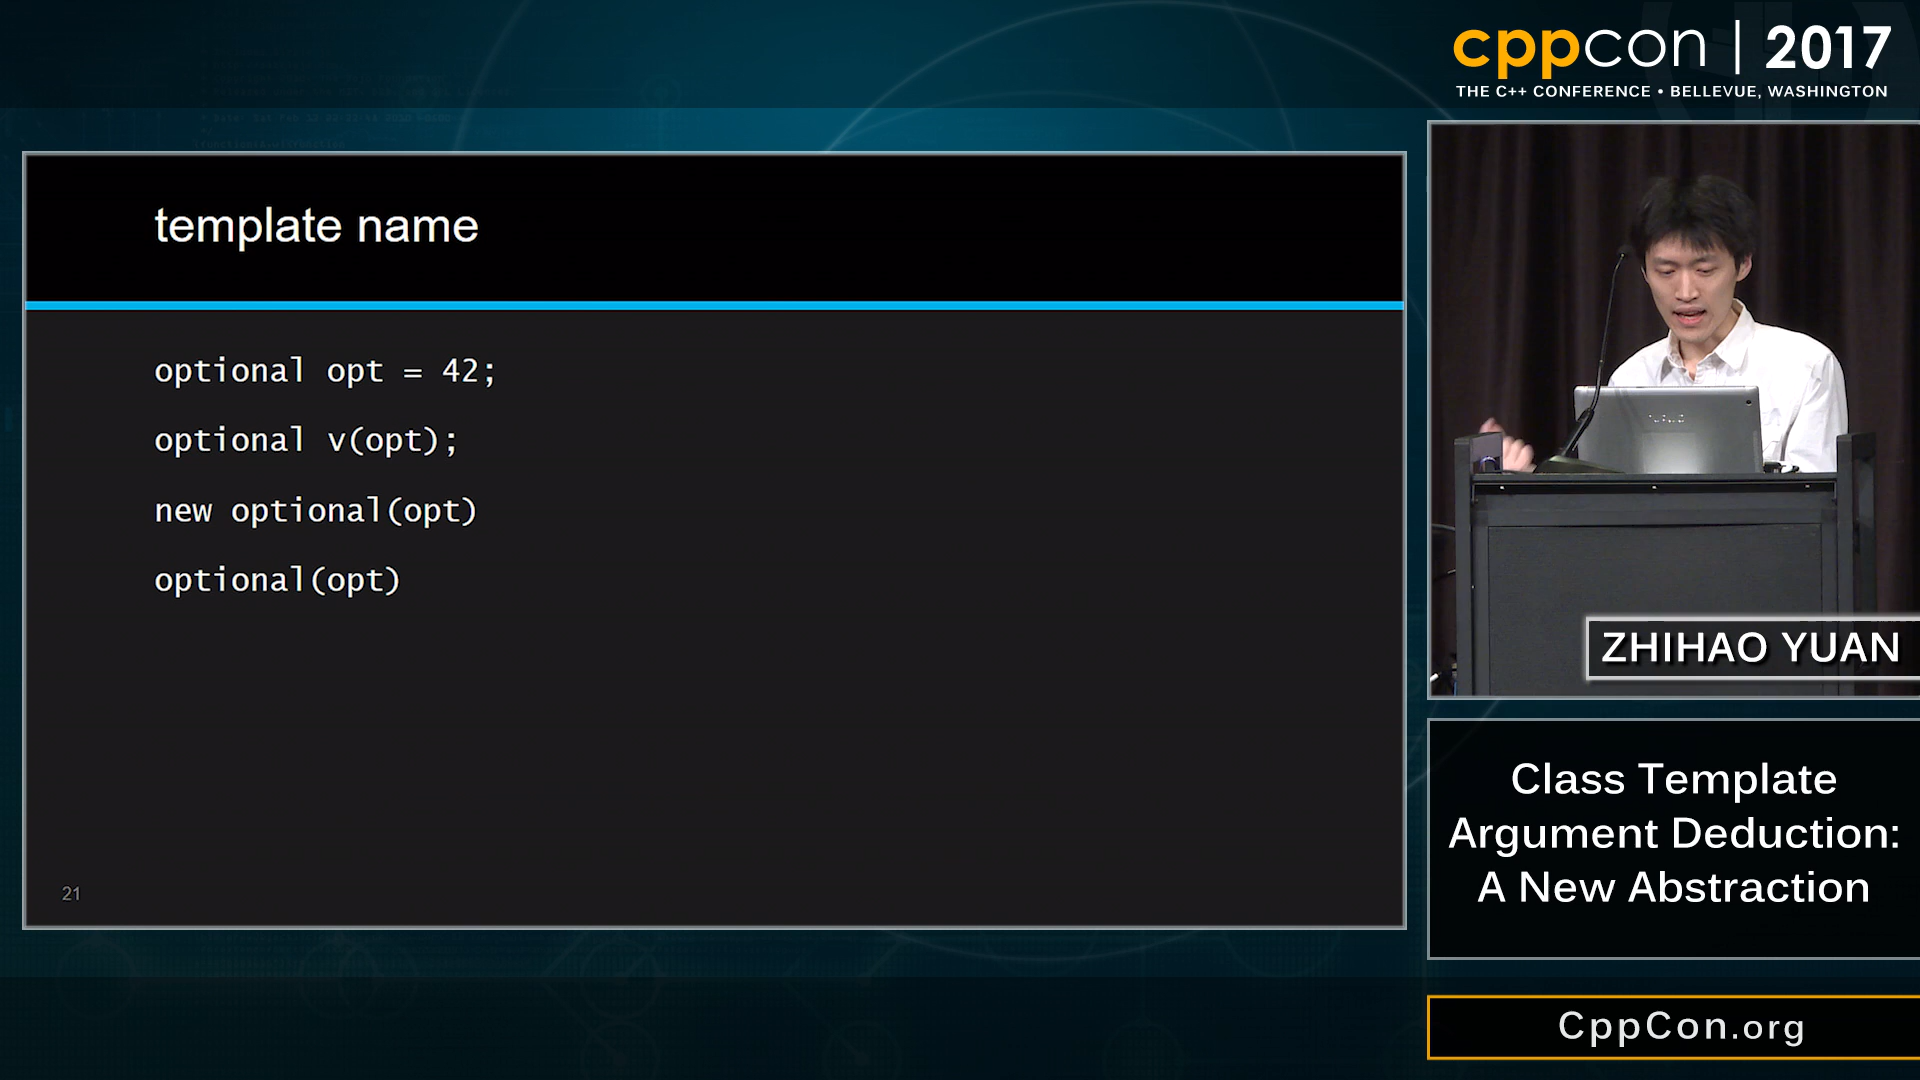 cppcon | 2017
THE C++ CONFERENCE • BELLEVUE, WASHINGTON
template name
optional opt = 42;
optional v(opt);
new optional(opt)
optional(opt)
21
ZHIHAO YUAN
Class Template
Argument Deduction:
A New Abstraction
CppCon.org